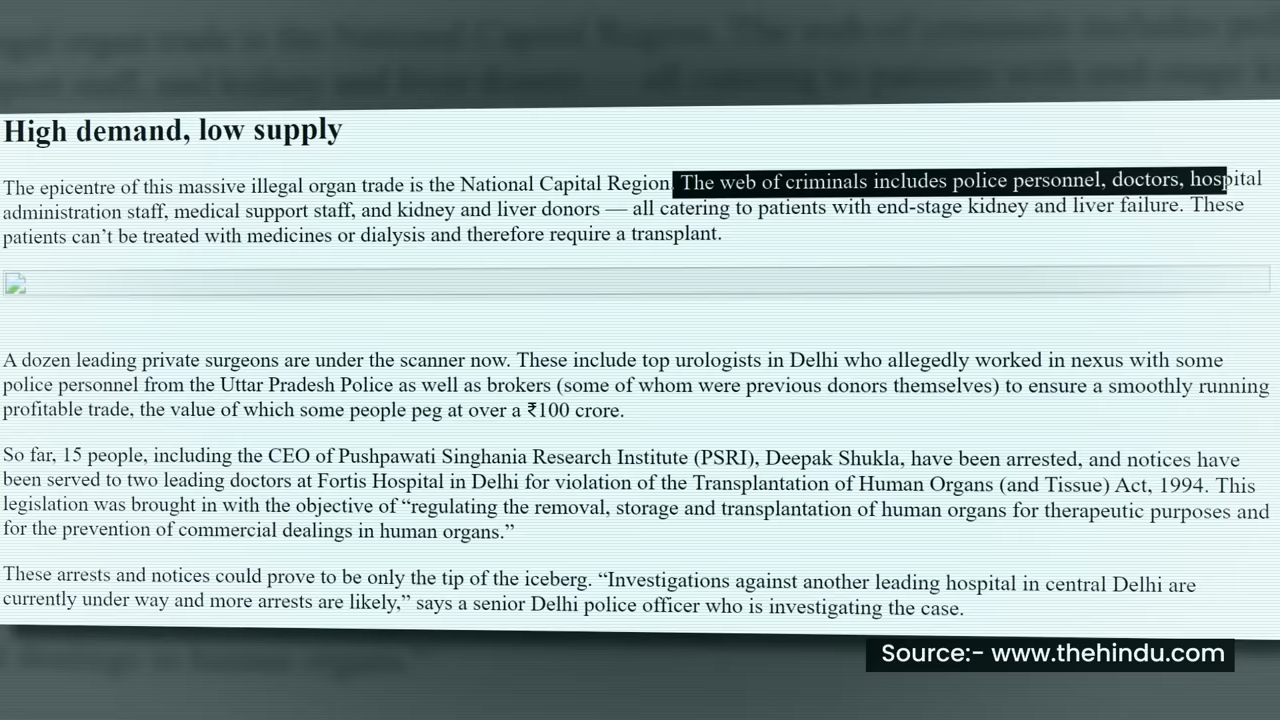 High demand, low supply
The epicentre of this massive illegal organ trade is the National Capital Region. The web of criminals includes police personnel, doctors, hospital
administration staff, medical support staff, and kidney and liver donors — all catering to patients with end-stage kidney and liver failure. These
patients can’t be treated with medicines or dialysis and therefore require a transplant.
A dozen leading private surgeons are under the scanner now. These include top urologists in Delhi who allegedly worked in nexus with some
police personnel from the Uttar Pradesh Police as well as brokers (some of whom were previous donors themselves) to ensure a smoothly running
profitable trade, the value of which some people peg at over a ₹100 crore.
So far, 15 people, including the CEO of Pushpawati Singhania Research Institute (PSRI), Deepak Shukla, have been arrested, and notices have
been served to two leading doctors at Fortis Hospital in Delhi for violation of the Transplantation of Human Organs (and Tissue) Act, 1994. This
legislation was brought in with the objective of “regulating the removal, storage and transplantation of human organs for therapeutic purposes and
for the prevention of commercial dealings in human organs.”
These arrests and notices could prove to be only the tip of the iceberg. “Investigations against another leading hospital in central Delhi are
currently under way and more arrests are likely,” says a senior Delhi police officer who is investigating the case.
Source:- www.thehindu.com